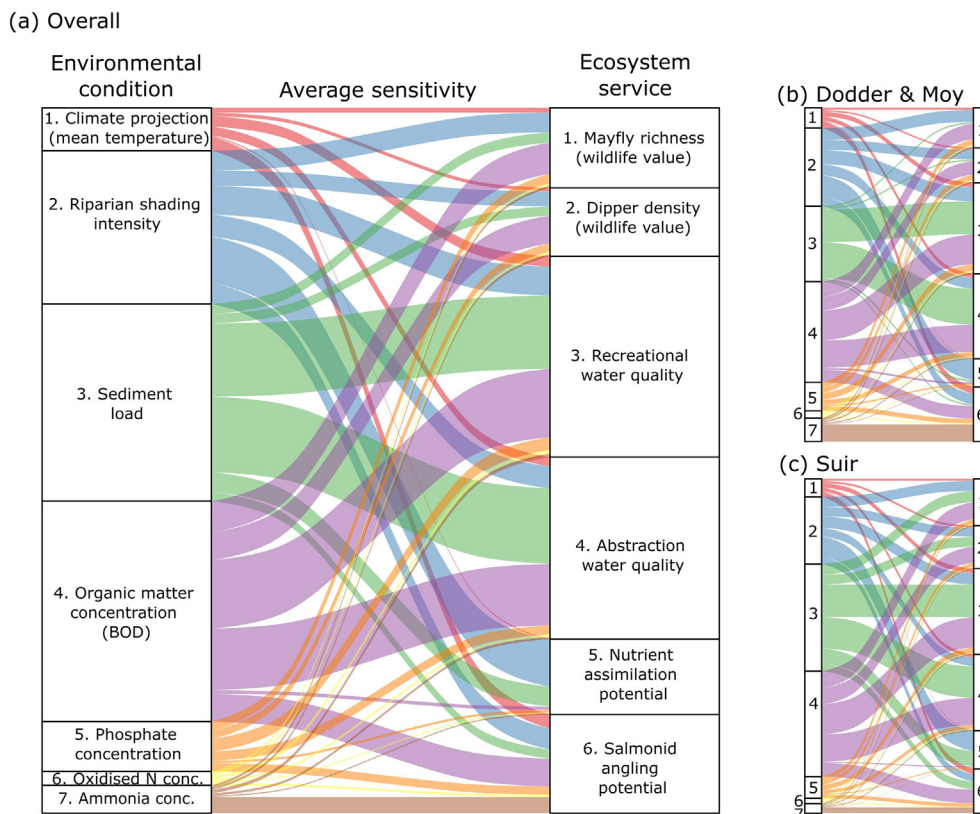 (a) Overall
Environmental
condition
Average sensitivity
Ecosystem
service
1. Climate projection
(mean temperature)
2. Riparian shading
intensity
3. Sediment
load
4. Organic matter
concentration
(BOD)
5. Phosphate
concentration
6. Oxidised N conc.
7. Ammonia conc.
1. Mayfly richness
(wildlife value)
2. Dipper density
(wildlife value)
3. Recreational
water quality
4. Abstraction
water quality
5. Nutrient
assimilation
potential
6. Salmonid
angling
potential
(b) Dodder & Moy
1
2
3
4
5
6
7
(c) Suir
1
2
3
4
5
6